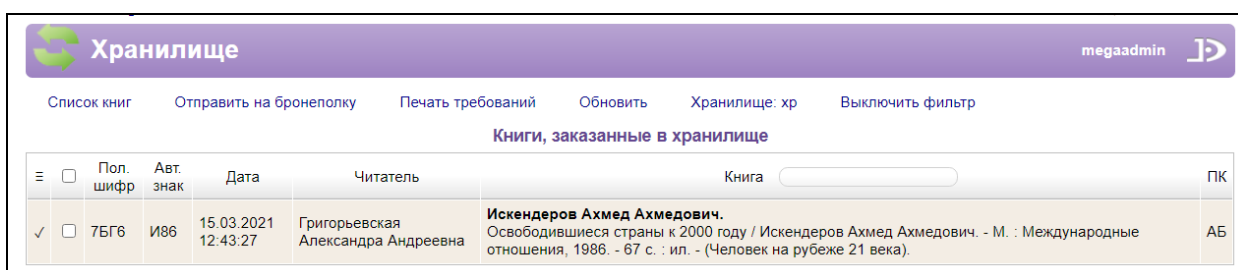 Хранилище
megaadmin
Список книг Отправить на бронеполку Печать требований Обновить Хранилище: хр Выключить фильтр
Книги, заказанные в хранилище
Ξ Пол. шифр Авт. знак Дата Читатель Книга ПК
✓ 7БГ6 И86 15.03.2021 12:43:27 Григорьевская Александра Андреевна
Искендеров Ахмед Ахмедович.
Освободившиеся страны к 2000 году / Искендеров Ахмед Ахмедович. - М. : Международные
отношения, 1986. - 67 с. : ил. - (Человек на рубеже 21 века).
АБ